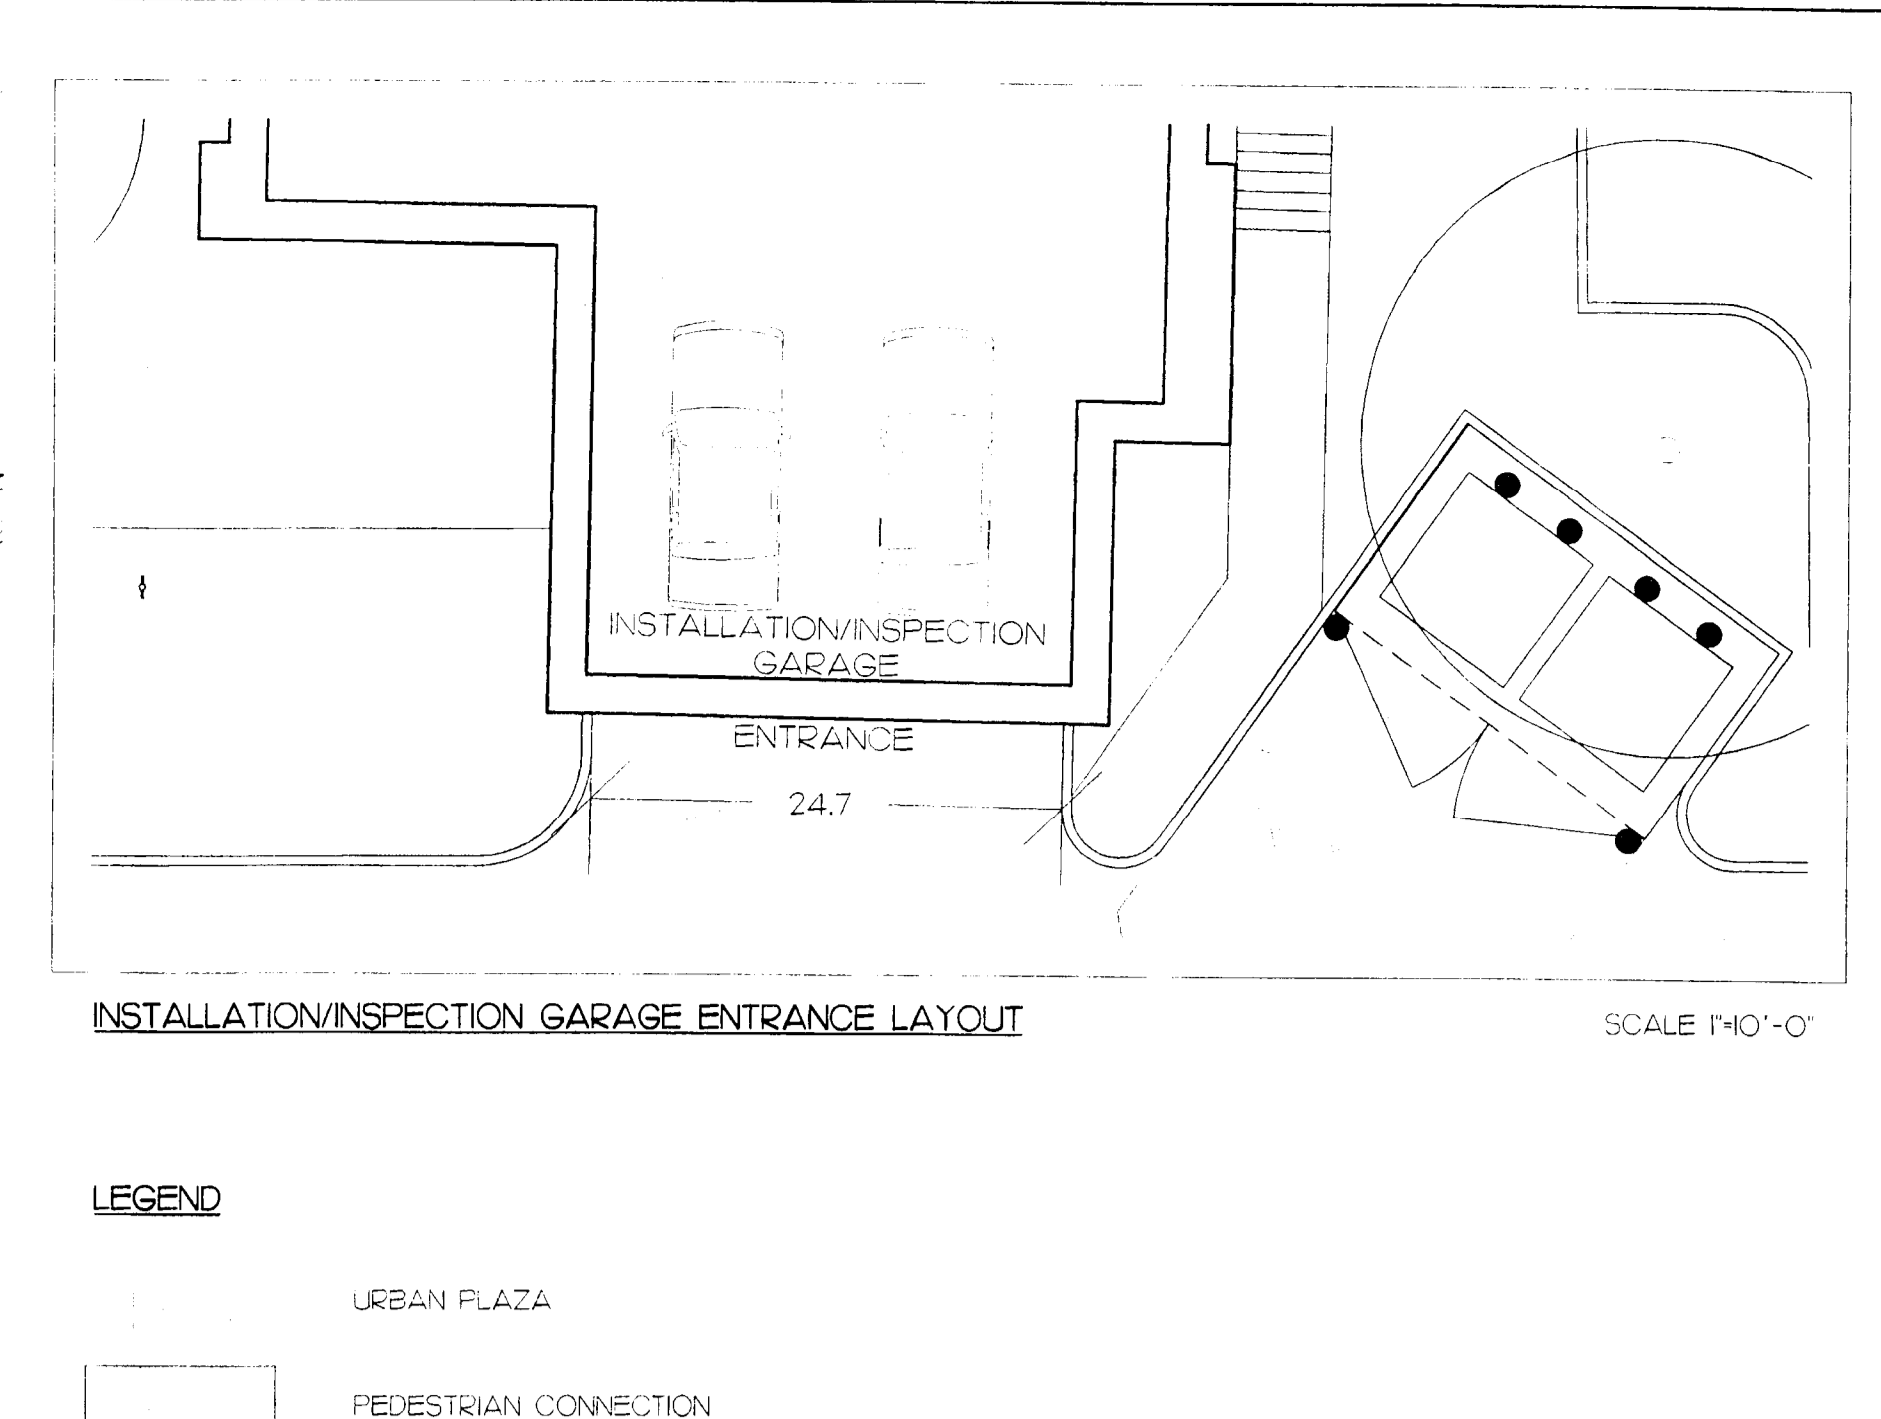 INSTALLATION/INSPECTION
GARAGE
ENTRANCE
24.7
INSTALLATION/INSPECTION GARAGE ENTRANCE LAYOUT
SCALE 1"=10'-0"
LEGEND
URBAN PLAZA
PEDESTRIAN CONNECTION